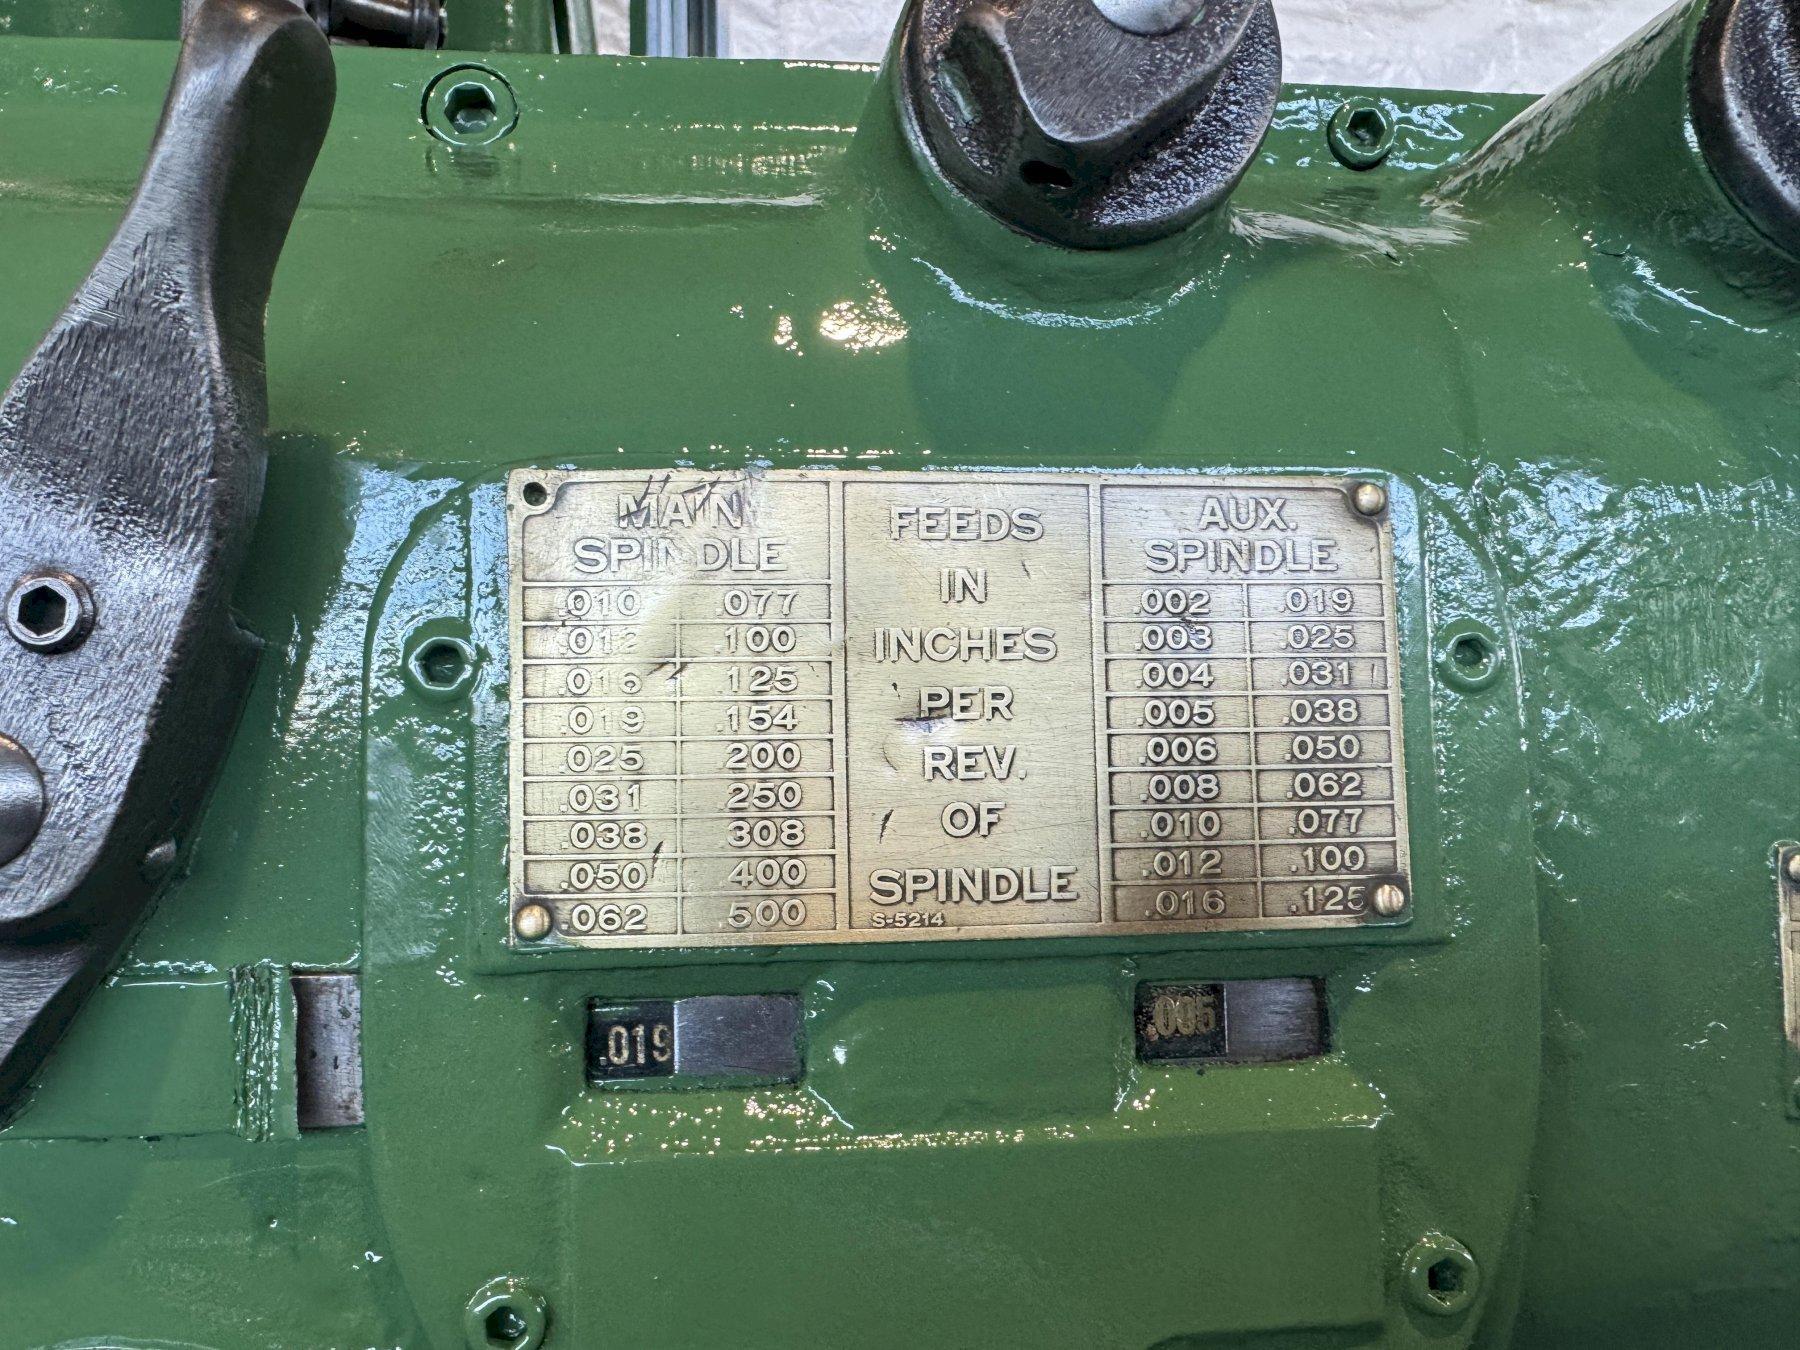 MAIN
SPINDLE
.010 .077
.012 .100
.016 .125
.019 .154
.025 .200
.031 .250
.038 .308
.050 .400
.062 .500
FEEDS
IN
INCHES
PER
REV.
OF
SPINDLE
S-5214
AUX.
SPINDLE
.002 .019
.003 .025
.004 .031
.005 .038
.006 .050
.008 .062
.010 .077
.012 .100
.016 .125
.019
.005